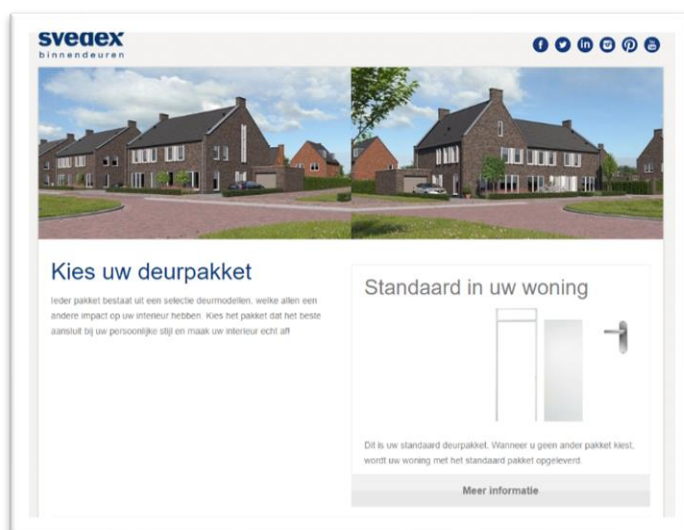 svedex
binnendeuren
Kies uw deurpakket
Ieder pakket bestaat uit een selectie deurmodellen, welke allen een
andere impact op uw interieur hebben. Kies het pakket dat het beste
aansluit bij uw persoonlijke stijl en maak uw interieur echt af!
Standaard in uw woning
Dit is uw standaard deurpakket. Wanneer u geen ander pakket kiest,
wordt uw woning met het standaard pakket opgeleverd.
Meer informatie